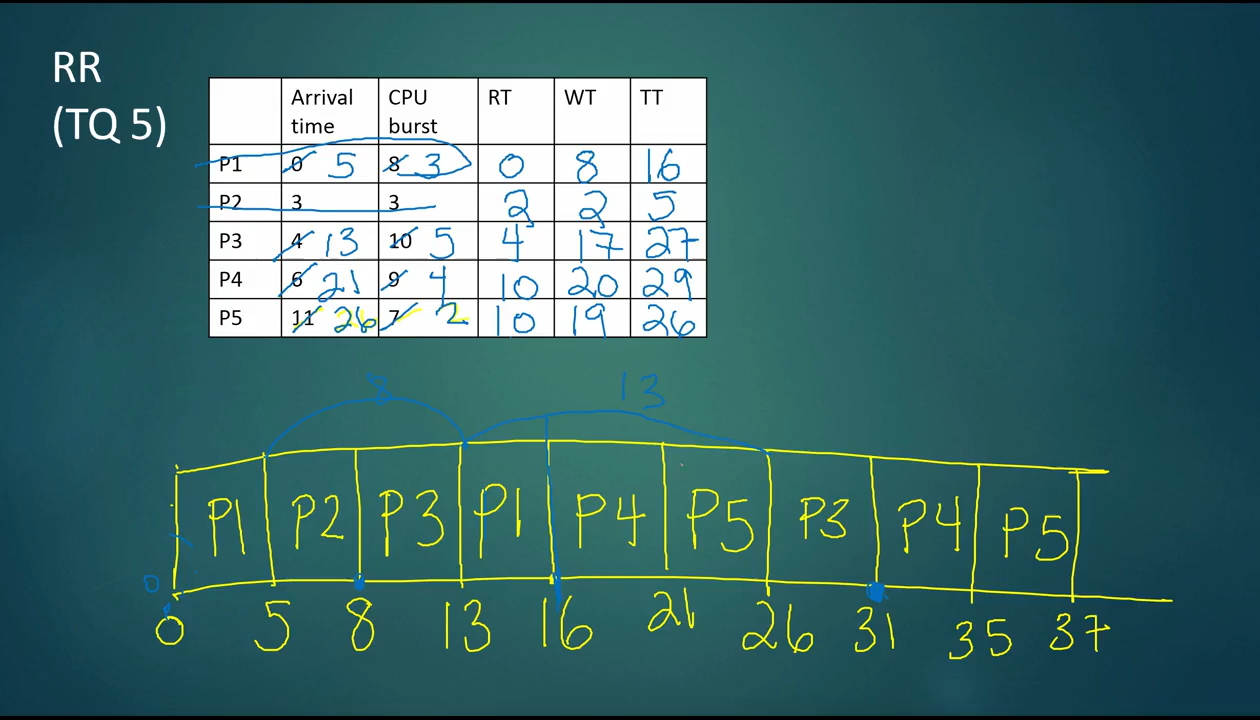 RR
(TQ 5)
Arrival time CPU burst RT WT TT
P1 0 5 8 3 0 8 16
P2 3 3 2 2 5
P3 4 13 10 5 4 17 27
P4 6 21 9 4 10 20 29
P5 11 26 7 2 10 19 26
8 13
P1 P2 P3 P1 P4 P5 P3 P4 P5
0
0 5 8 13 16 21 26 31 35 37